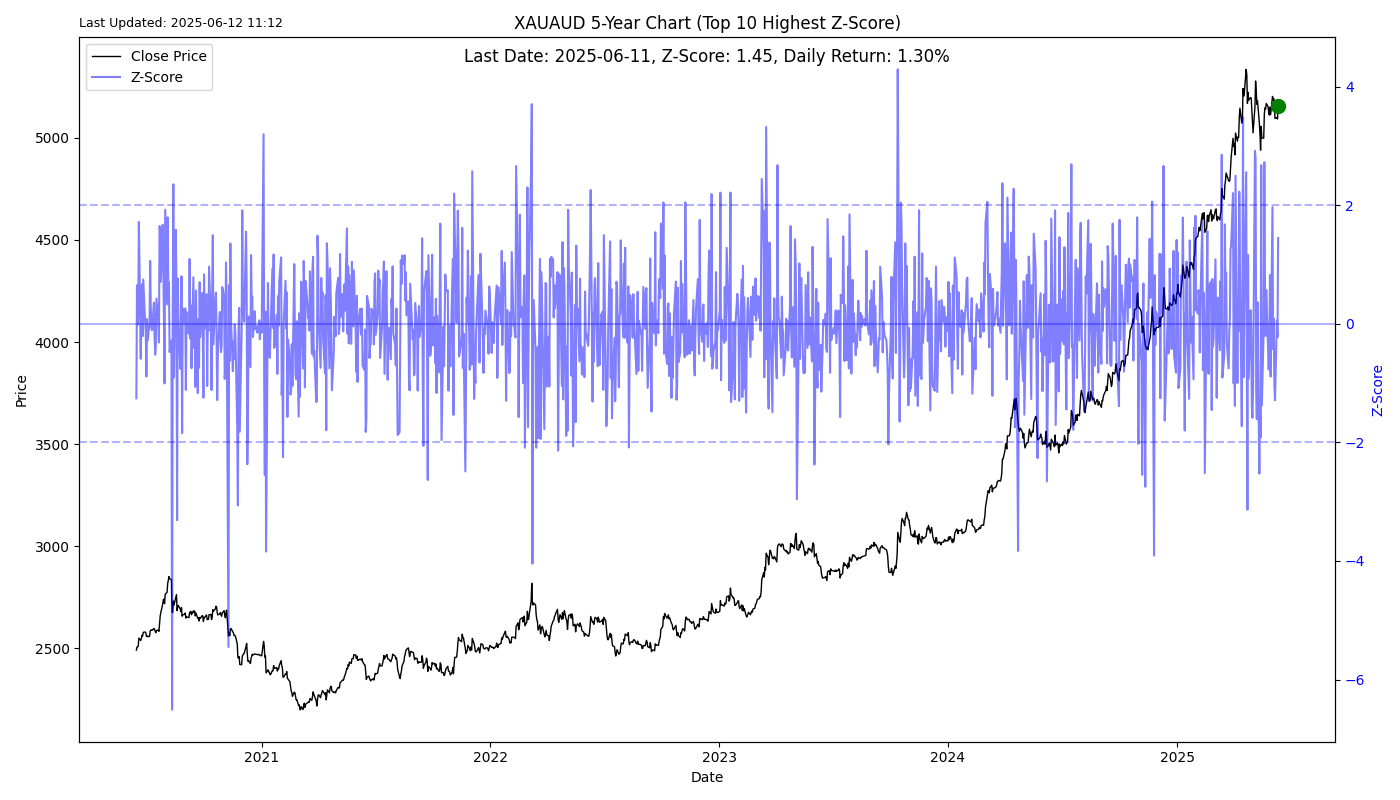 Last Updated: 2025-06-12 11:12
XAUAUD 5-Year Chart (Top 10 Highest Z-Score)
Last Date: 2025-06-11, Z-Score: 1.45, Daily Return: 1.30%
Close Price
Z-Score
5000
4500
4000
3500
3000
2500
Price
4
2
0
−2
−4
−6
Z-Score
2021
2022
2023
2024
2025
Date